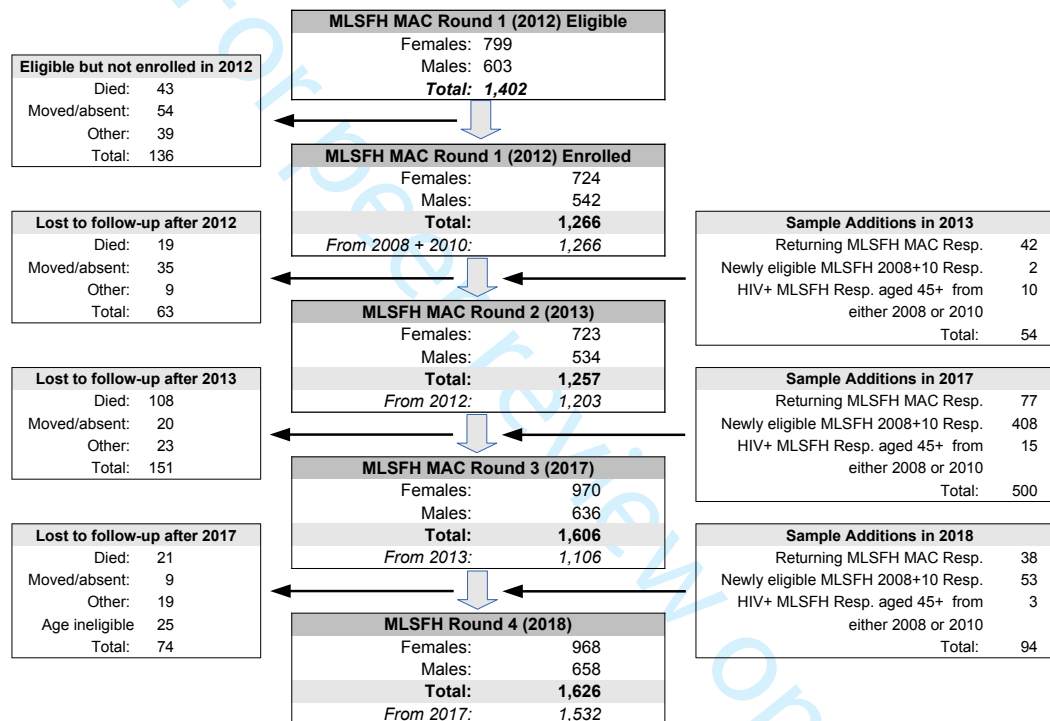 MLSFH MAC Round 1 (2012) Eligible
Females: 799
Males: 603
Total: 1,402
Eligible but not enrolled in 2012
Died: 43
Moved/absent: 54
Other: 39
Total: 136
MLSFH MAC Round 1 (2012) Enrolled
Females: 724
Males: 542
Total: 1,266
From 2008 + 2010: 1,266
Lost to follow-up after 2012
Died: 19
Moved/absent: 35
Other: 9
Total: 63
Sample Additions in 2013
Returning MLSFH MAC Resp. 42
Newly eligible MLSFH 2008+10 Resp. 2
HIV+ MLSFH Resp. aged 45+ from 10
either 2008 or 2010
Total: 54
MLSFH MAC Round 2 (2013)
Females: 723
Males: 534
Total: 1,257
From 2012: 1,203
Lost to follow-up after 2013
Died: 108
Moved/absent: 20
Other: 23
Total: 151
Sample Additions in 2017
Returning MLSFH MAC Resp. 77
Newly eligible MLSFH 2008+10 Resp. 408
HIV+ MLSFH Resp. aged 45+ from 15
either 2008 or 2010
Total: 500
MLSFH MAC Round 3 (2017)
Females: 970
Males: 636
Total: 1,606
From 2013: 1,106
Lost to follow-up after 2017
Died: 21
Moved/absent: 9
Other: 19
Age ineligible 25
Total: 74
Sample Additions in 2018
Returning MLSFH MAC Resp. 38
Newly eligible MLSFH 2008+10 Resp. 53
HIV+ MLSFH Resp. aged 45+ from 3
either 2008 or 2010
Total: 94
MLSFH Round 4 (2018)
Females: 968
Males: 658
Total: 1,626
From 2017: 1,532
For peer review on